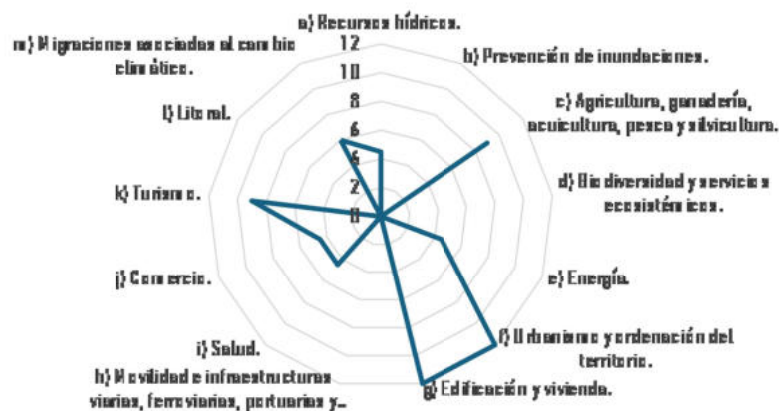 a) Recursos hídricos.
m) Migraciones asociadas al cambio
climático.
12
b) Prevención de inundaciones.
10
c) Agricultura, ganadería,
acuicultura, pesca y silvicultura.
8
l) Litoral.
6
4
k) Turismo.
2
d) Biodiversidad y servicios
ecosistémicos.
0
j) Comercio.
e) Energía.
i) Salud.
f) Urbanismo y ordenación del
territorio.
h) Movilidad e infraestructuras
viarias, ferroviarias, portuarias y...
g) Edificación y vivienda.